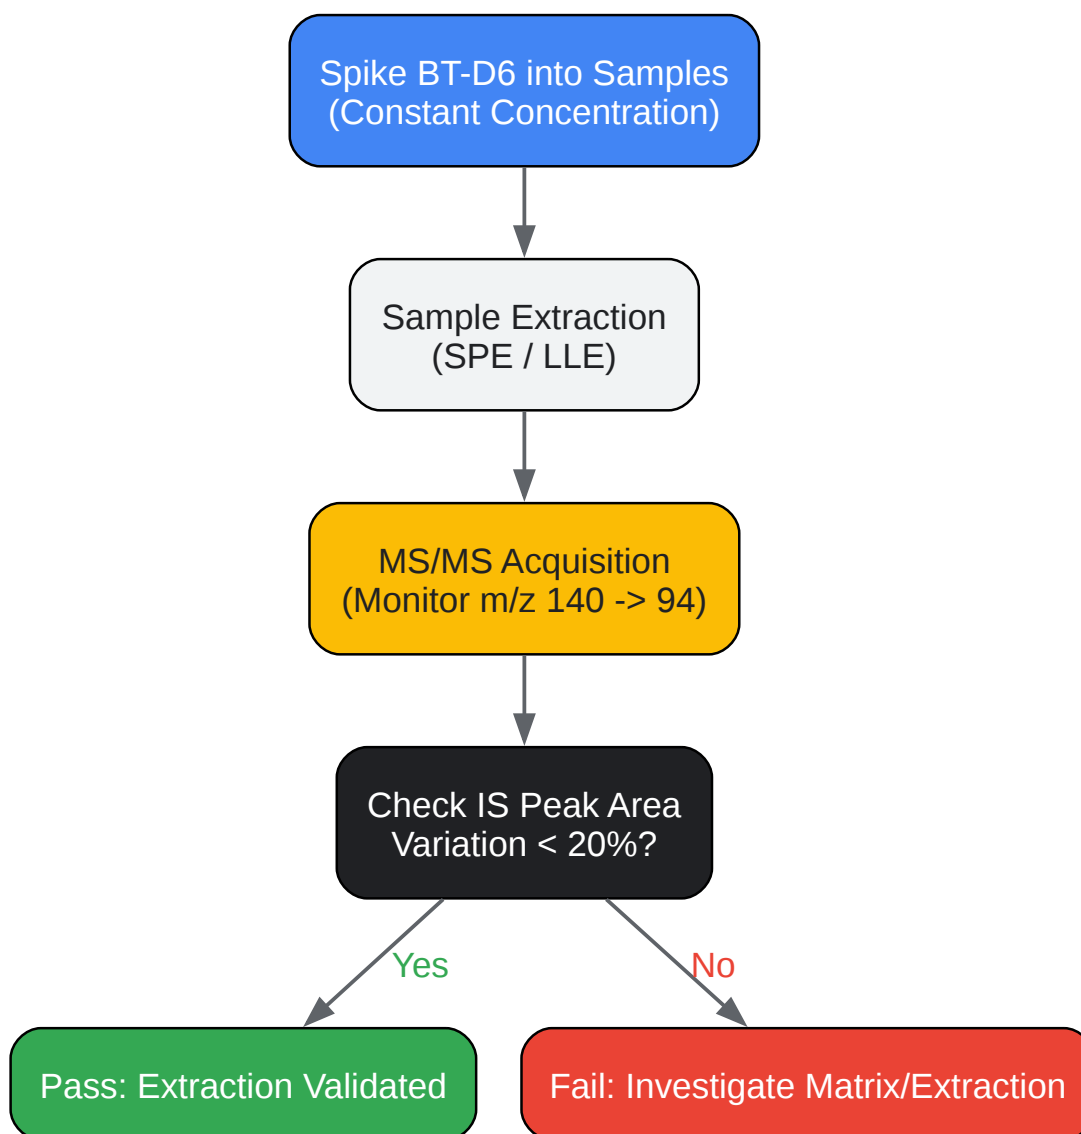 Spike BT-D6 into Samples
(Constant Concentration)
Sample Extraction
(SPE / LLE)
MS/MS Acquisition
(Monitor m/z 140 -> 94)
Check IS Peak Area
Variation < 20%?
Yes
No
Pass: Extraction Validated
Fail: Investigate Matrix/Extraction